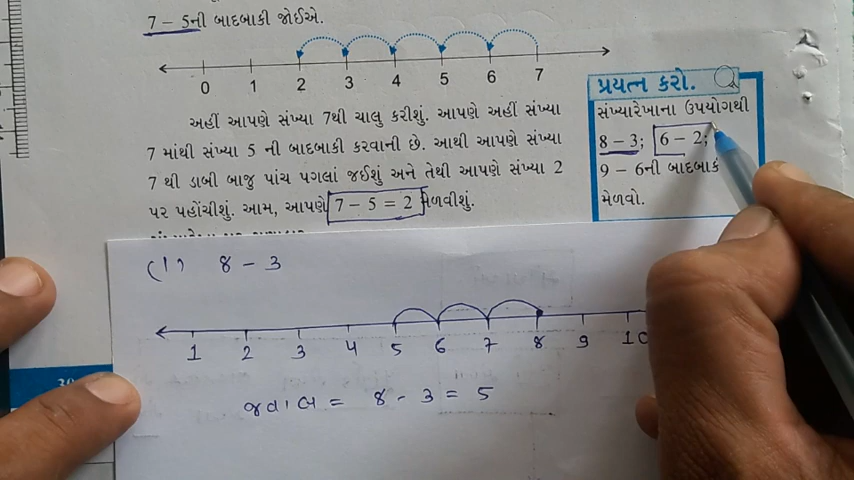 7 - 5ની બાદબાકી જોઈએ.
0 1 2 3 4 5 6 7
અહીં આપણે સંખ્યા 7થી ચાલુ કરીશું. આપણે અહીં સંખ્યા
7 માંથી સંખ્યા 5 ની બાદબાકી કરવાની છે. આથી આપણે સંખ્યા
7 થી ડાબી બાજુ પાંચ પગલાં જઈશું અને તેથી આપણે સંખ્યા 2
પર પહોંચીશું. આમ, આપણે 7 - 5 = 2 મેળવીશું.
પ્રયત્ન કરો.
સંખ્યારેખાના ઉપયોગથી
8 - 3; 6 - 2;
9 - 6ની બાદબાકી
મેળવો.
(1) 8 - 3
1 2 3 4 5 6 7 8 9 10
જવાબ = 8 - 3 = 5